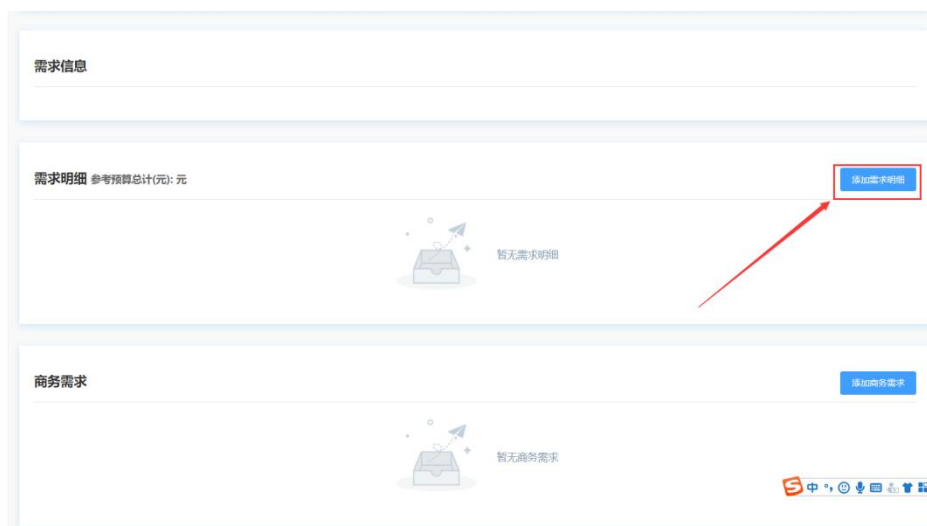 需求信息
需求明细 参考预算总计(元): 元
添加需求明细
暂无需求明细
商务需求
添加商务需求
暂无商务需求
中